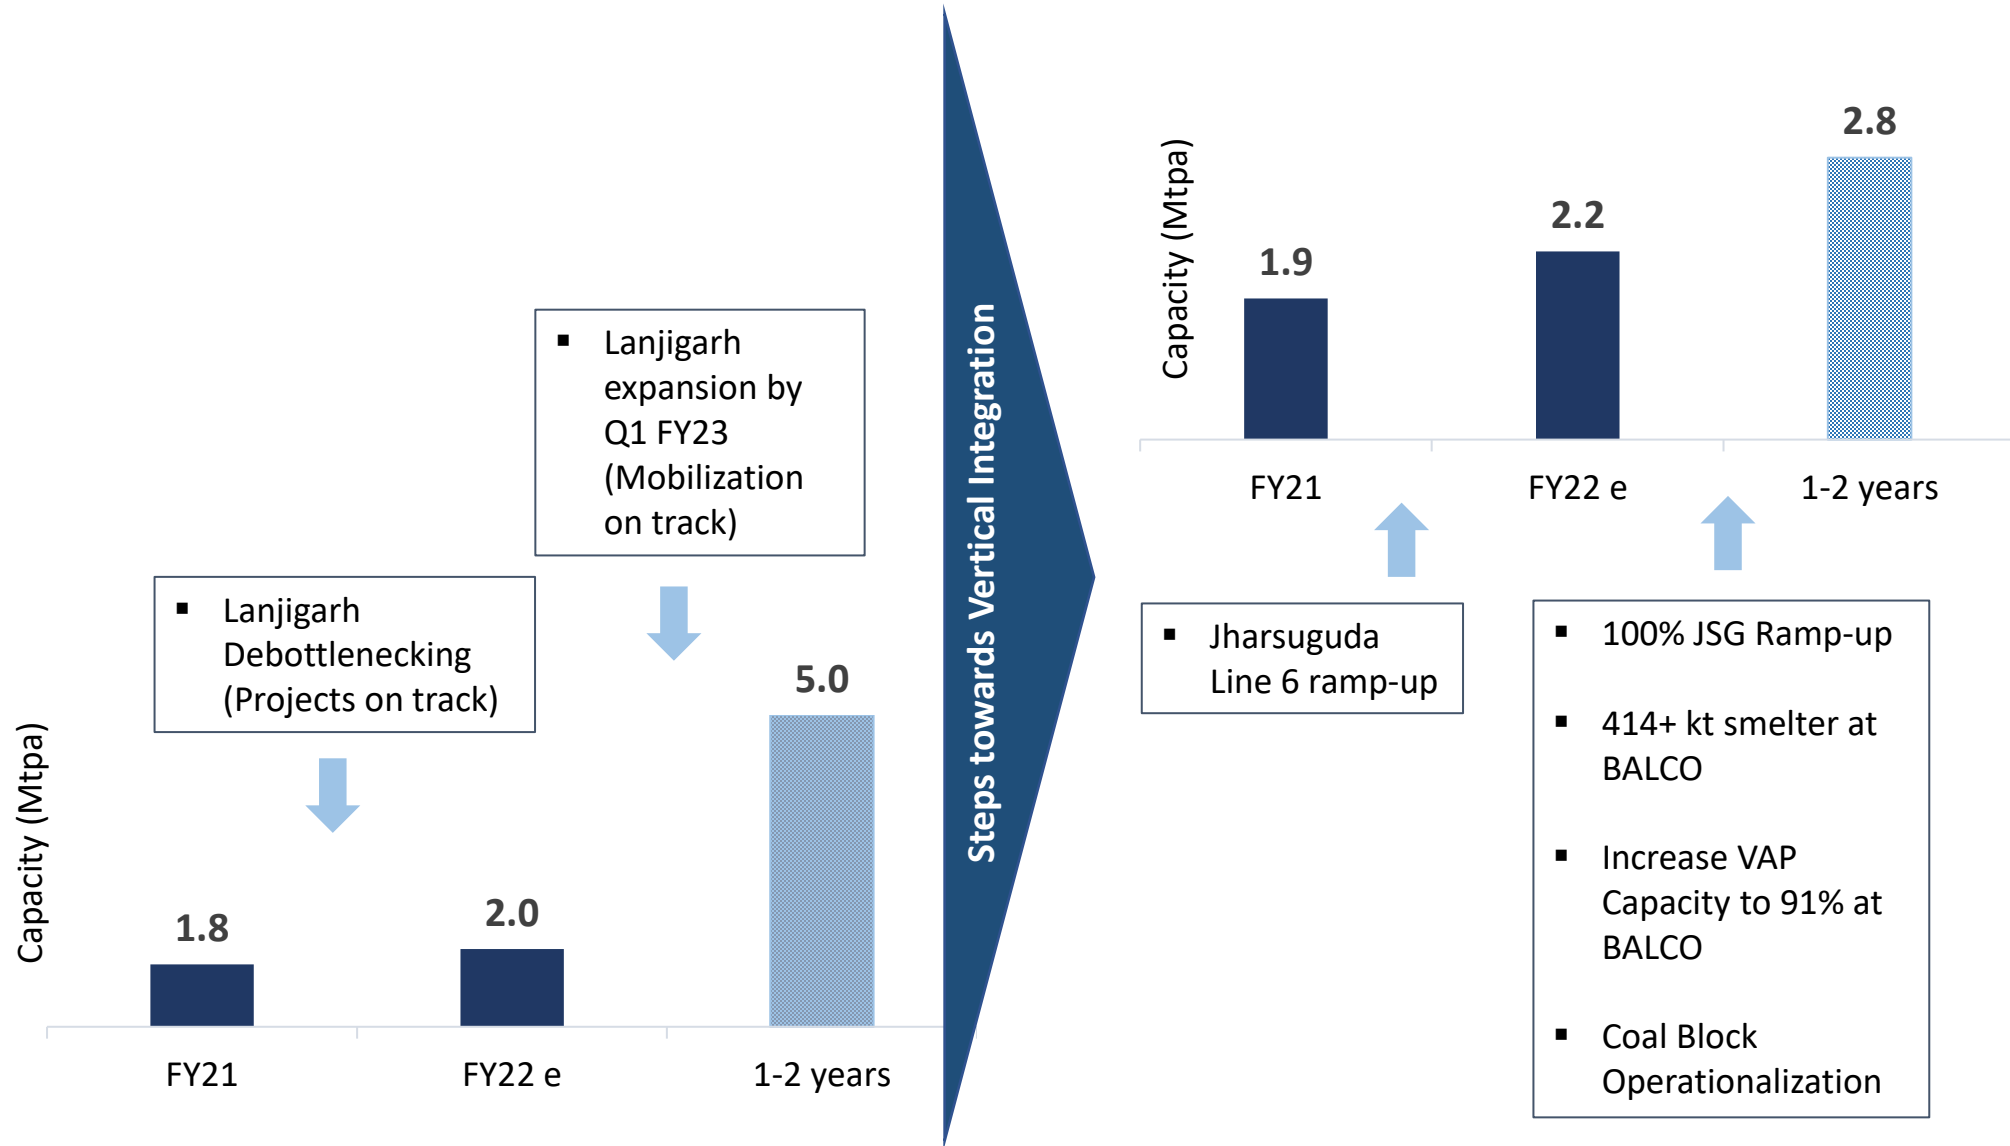 Capacity (Mtpa)
▪ Lanjigarh
Debottlenecking
(Projects on track)
▪ Lanjigarh
expansion by
Q1 FY23
(Mobilization
on track)
1.8
2.0
5.0
FY21
FY22 e
1-2 years
Steps towards Vertical Integration
Capacity (Mtpa)
1.9
2.2
2.8
FY21
FY22 e
1-2 years
▪ Jharsuguda
Line 6 ramp-up
▪ 100% JSG Ramp-up
▪ 414+ kt smelter at
BALCO
▪ Increase VAP
Capacity to 91% at
BALCO
▪ Coal Block
Operationalization